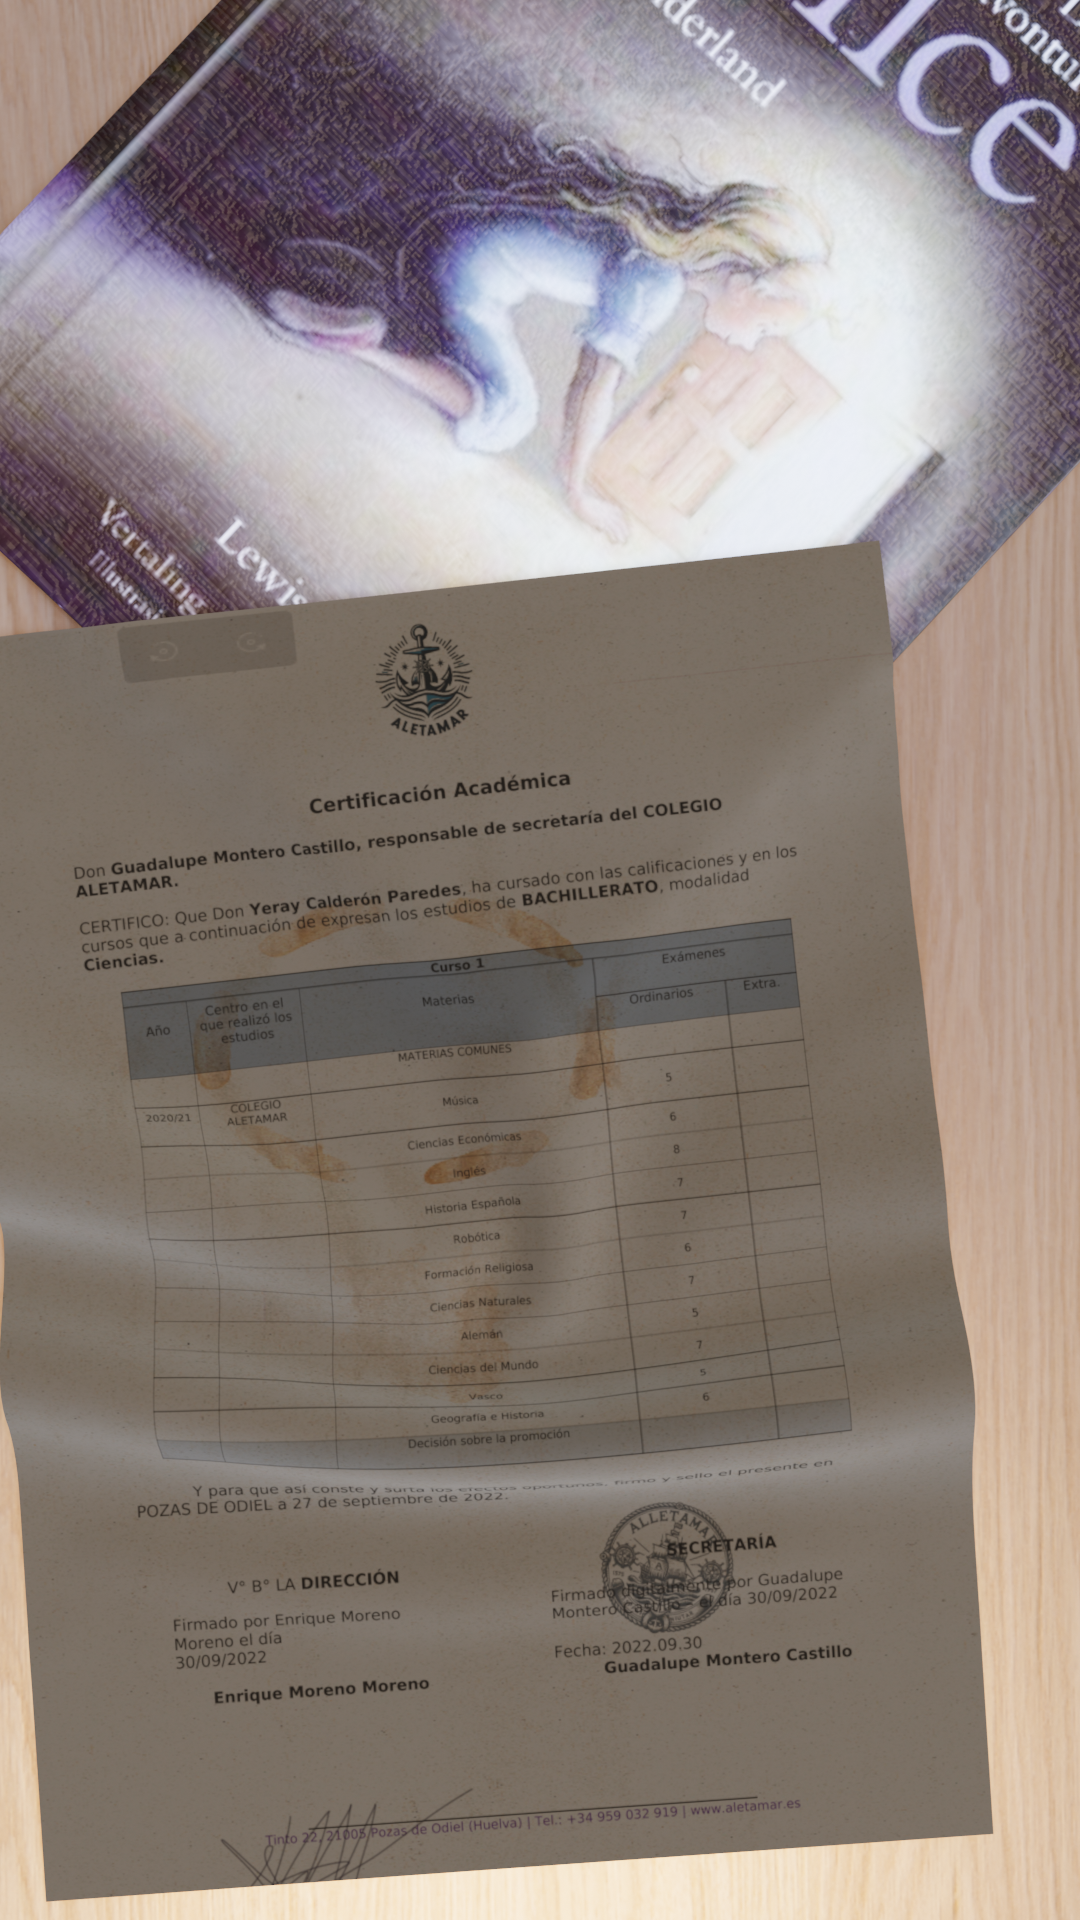 Alice
derland
L
Avontu
Lewis
Vertaling
Illustra
ALETAMAR
Certificación Académica
Don Guadalupe Montero Castillo, responsable de secretaría del COLEGIO
ALETAMAR.
CERTIFICO: Que Don Yeray Calderón Paredes, ha cursado con las calificaciones y en los
cursos que a continuación de expresan los estudios de BACHILLERATO, modalidad
Ciencias.
Curso 1
Exámenes
Año
Centro en el
que realizó los
estudios
Materias
Ordinarios
Extra.
MATERIAS COMUNES
2020/21
COLEGIO
ALETAMAR
Música
5
Ciencias Económicas
6
Inglés
8
Historia Española
7
Robótica
7
Formación Religiosa
6
Ciencias Naturales
7
Alemán
5
Ciencias del Mundo
7
Vasco
5
Geografía e Historia
6
Decisión sobre la promoción
Y para que así conste y surta los efectos oportunos, firmo y sello el presente en
POZAS DE ODIEL a 27 de septiembre de 2022.
V° B° LA DIRECCIÓN
Firmado por Enrique Moreno
Moreno el día
30/09/2022
Enrique Moreno Moreno
ALLETAMAR
SECRETARÍA
Firmado digitalmente por Guadalupe
Montero Castillo el día 30/09/2022
Fecha: 2022.09.30
Guadalupe Montero Castillo
Tinto 22, 21005 Pozas de Odiel (Huelva) | Tel.: +34 959 032 919 | www.aletamar.es